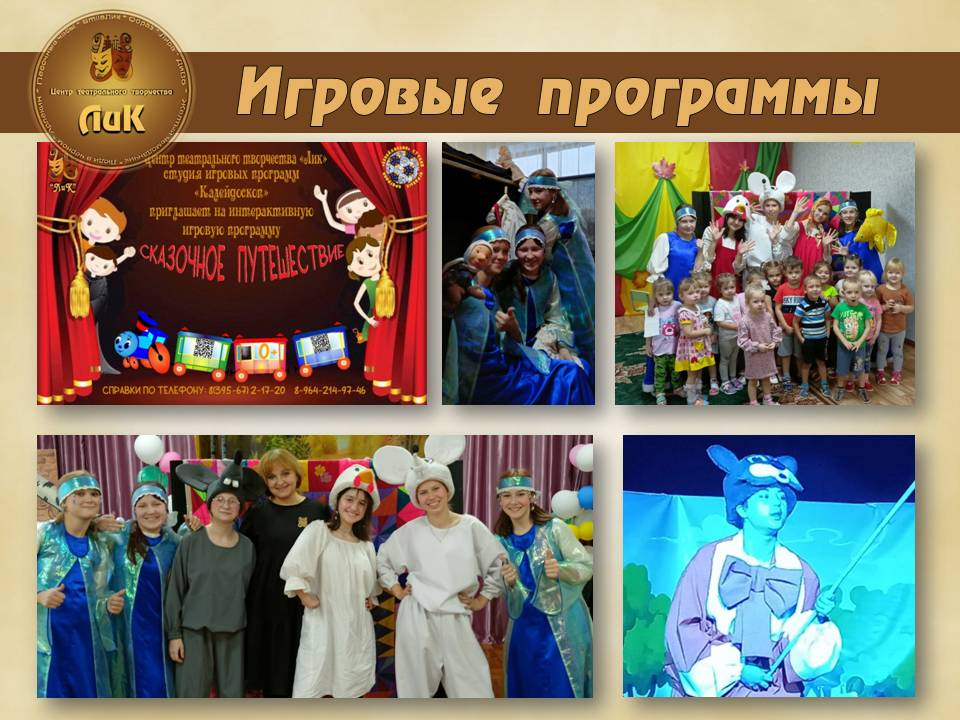 Центр театрального творчества
ЛиК
Игровые программы
Центр театрального творчества «Лик»
студия игровых программ
«Калейдоскоп»
приглашает на интерактивную
игровую программу
СКАЗОЧНОЕ ПУТЕШЕСТВИЕ
0+
СПРАВКИ ПО ТЕЛЕФОНУ: 8(395-67) 2-17-20 8-964-214-97-46